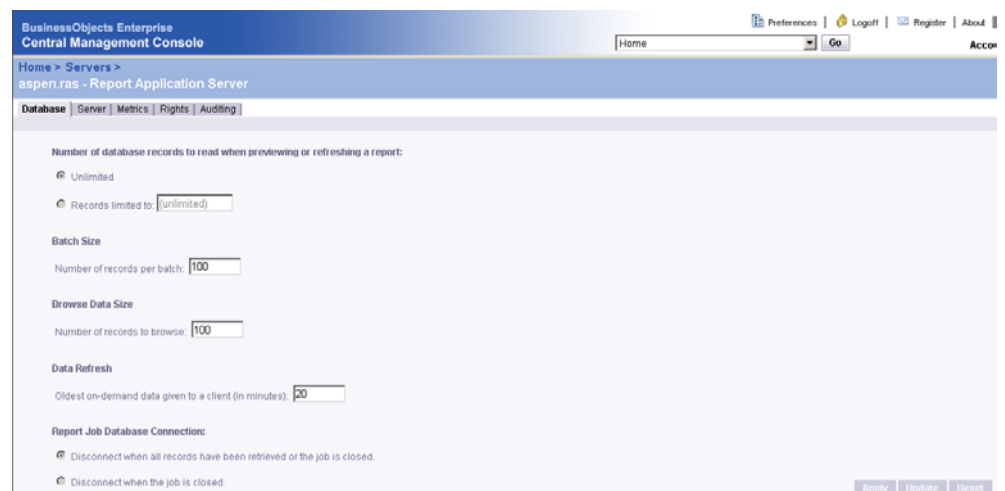 BusinessObjects Enterprise
Central Management Console
Preferences | Logoff | Register | About
Home Go
Home > Servers >
aspen.ras - Report Application Server
Database | Server | Metrics | Rights | Auditing |
Number of database records to read when previewing or refreshing a report:
Unlimited
Records limited to: (unlimited)
Batch Size
Number of records per batch: 100
Browse Data Size
Number of records to browse: 100
Data Refresh
Oldest on-demand data given to a client (in minutes): 20
Report Job Database Connection:
Disconnect when all records have been retrieved or the job is closed.
Disconnect when the job is closed.
Apply Update Reset